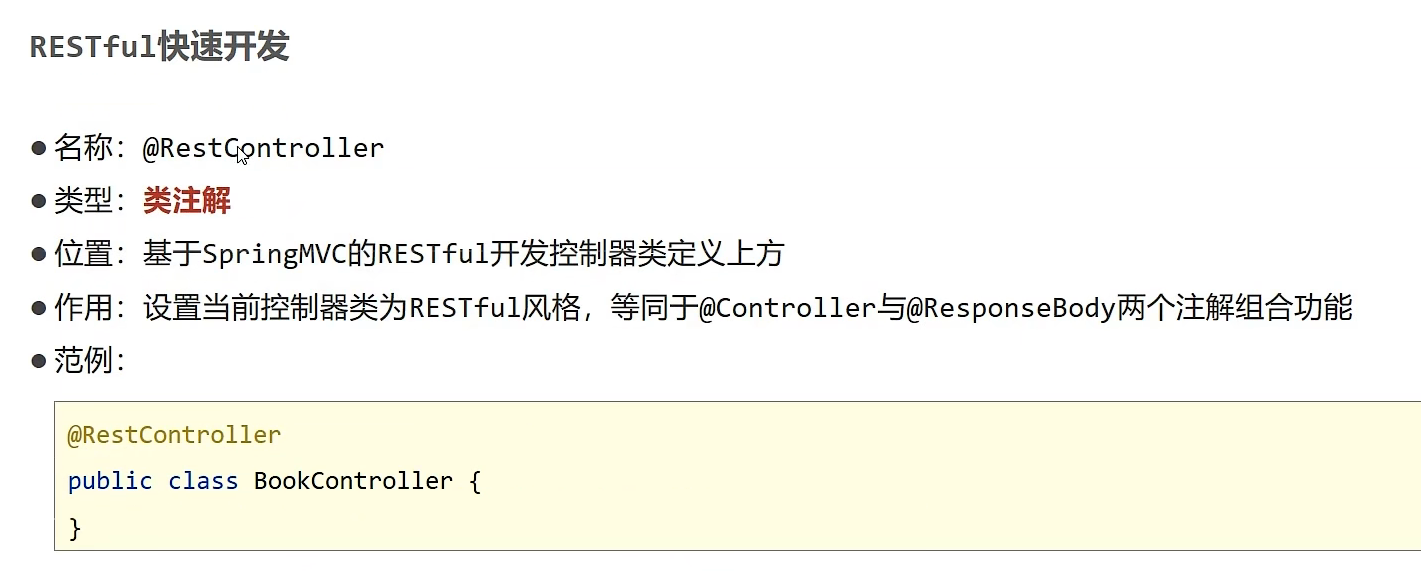 RESTful快速开发
● 名称：@RestController
● 类型：类注解
● 位置：基于SpringMVC的RESTful开发控制器类定义上方
● 作用：设置当前控制器类为RESTful风格，等同于@Controller与@ResponseBody两个注解组合功能
● 范例：
@RestController
public class BookController {
}